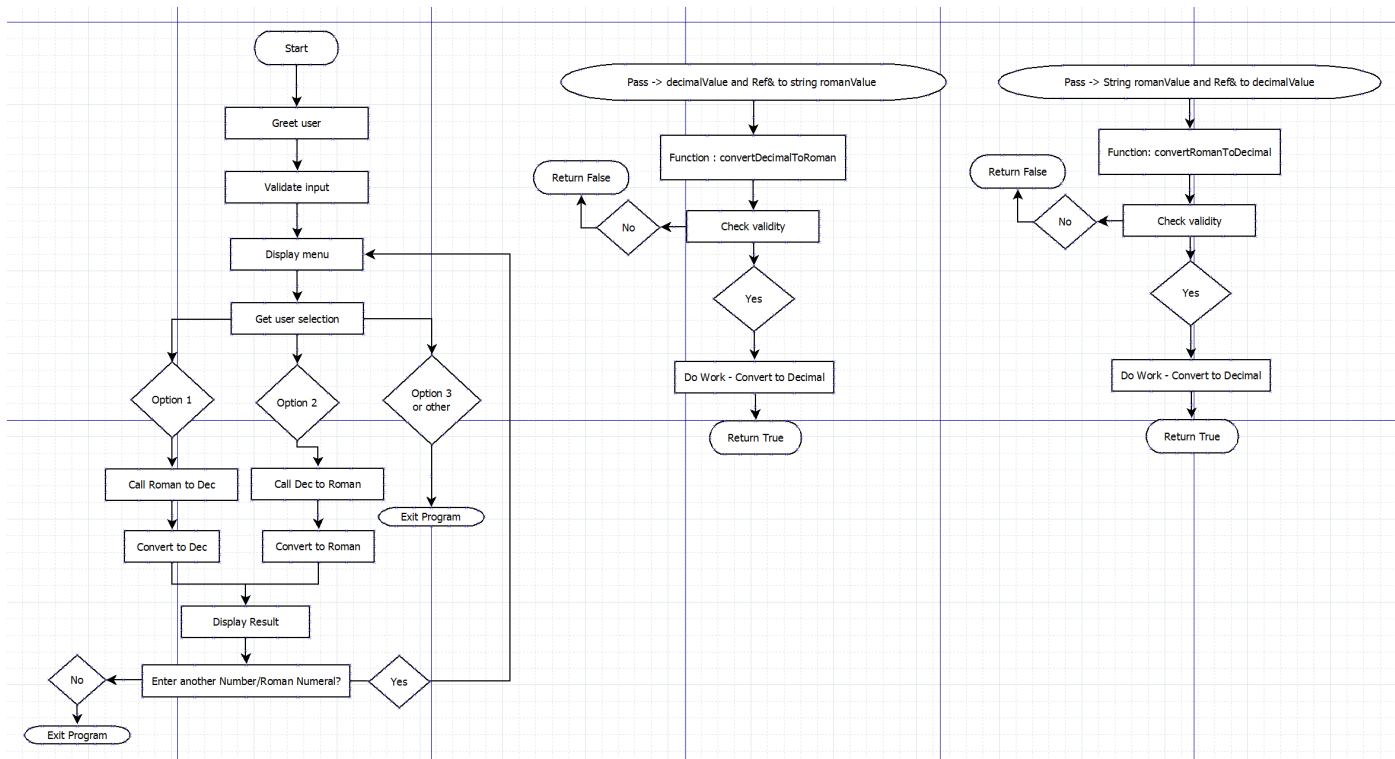 Start
Greet user
Validate input
Display menu
Get user selection
Option 1
Option 2
Option 3
or other
Call Roman to Dec
Call Dec to Roman
Exit Program
Convert to Dec
Convert to Roman
Display Result
No
Enter another Number/Roman Numeral?
Yes
Exit Program
Pass -> decimalValue and Ref& to string romanValue
Function : convertDecimalToRoman
Return False
No
Check validity
Yes
Do Work - Convert to Decimal
Return True
Pass -> String romanValue and Ref& to decimalValue
Function: convertRomanToDecimal
Return False
No
Check validity
Yes
Do Work - Convert to Decimal
Return True